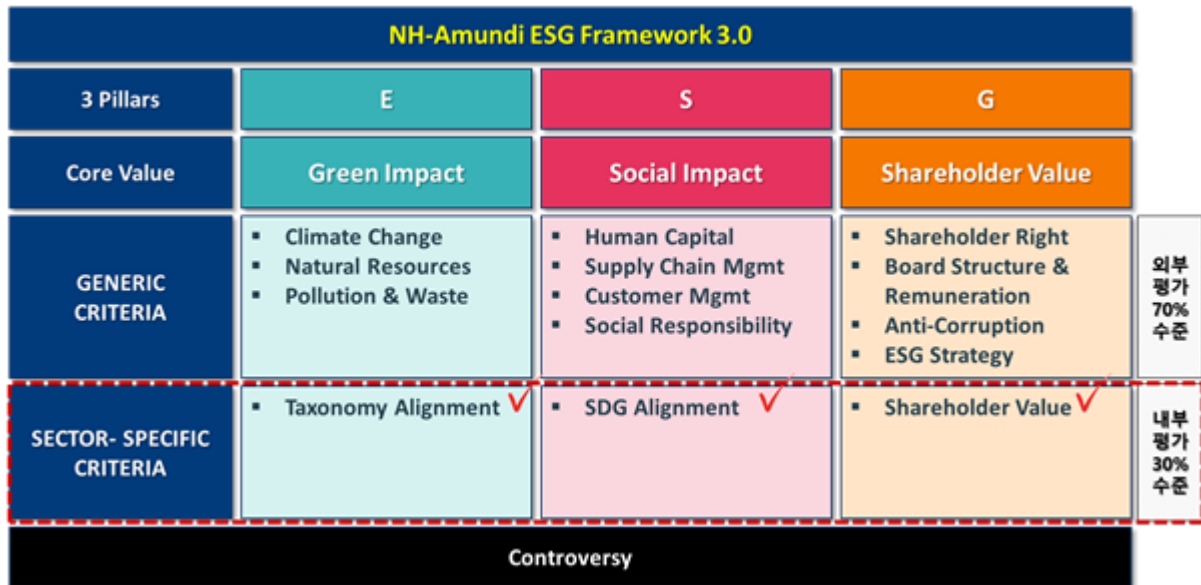 NH-Amundi ESG Framework 3.0
3 Pillars
E
S
G
Core Value
Green Impact
Social Impact
Shareholder Value
GENERIC
CRITERIA
▪ Climate Change
▪ Natural Resources
▪ Pollution & Waste
▪ Human Capital
▪ Supply Chain Mgmt
▪ Customer Mgmt
▪ Social Responsibility
▪ Shareholder Right
▪ Board Structure &
Remuneration
▪ Anti-Corruption
▪ ESG Strategy
외부
평가
70%
수준
SECTOR- SPECIFIC
CRITERIA
▪ Taxonomy Alignment
▪ SDG Alignment
▪ Shareholder Value
내부
평가
30%
수준
Controversy